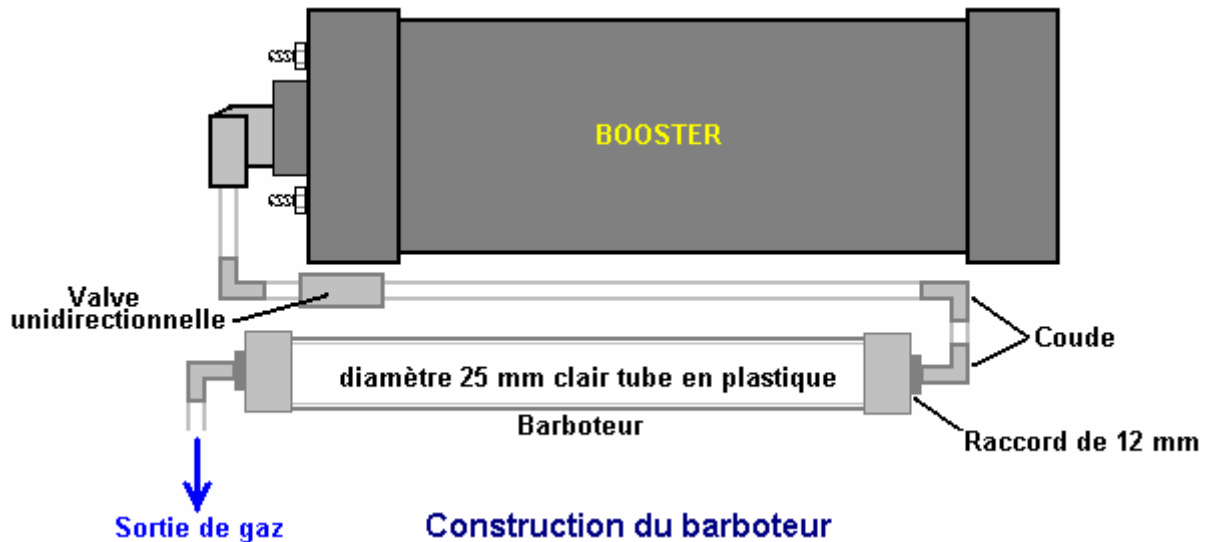 BOOSTER
Valve
unidirectionnelle
Coude
diamètre 25 mm clair tube en plastique
Barboteur
Raccord de 12 mm
Sortie de gaz
Construction du barboteur